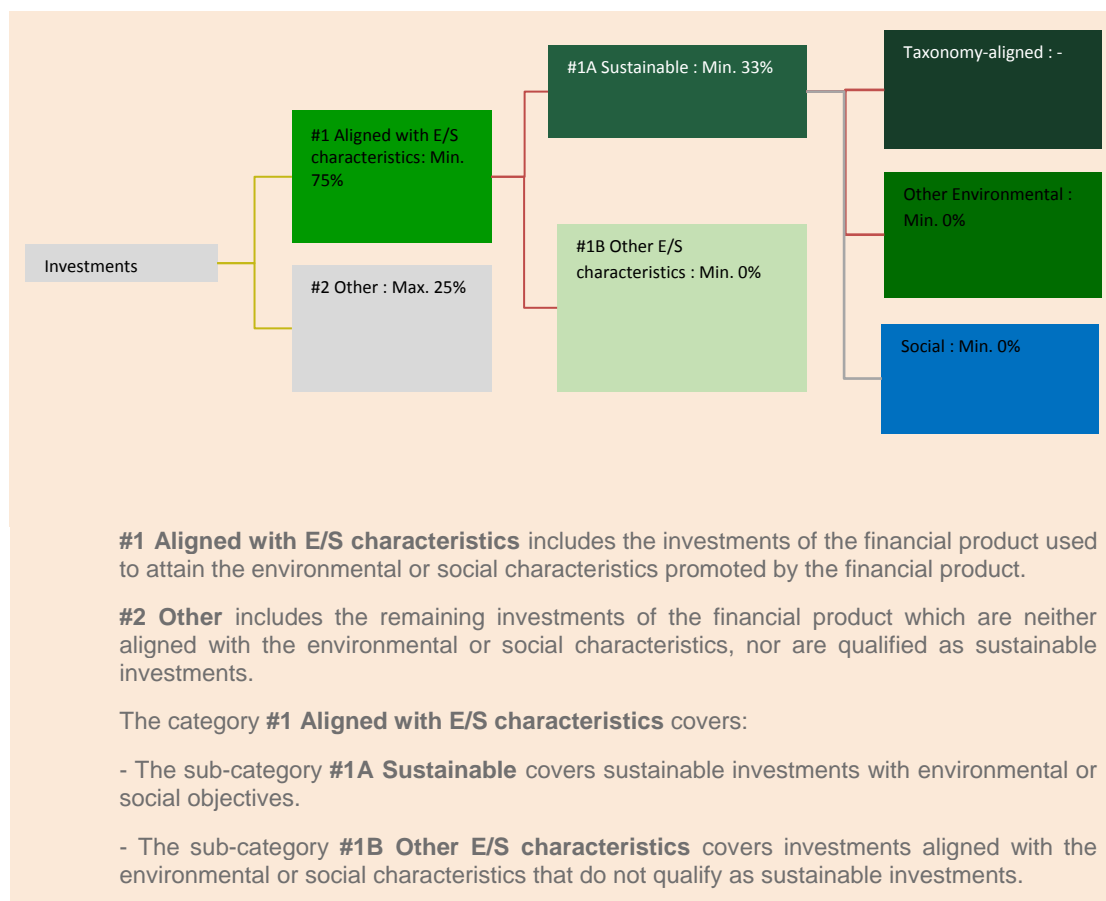 Investments
#1 Aligned with E/S
characteristics: Min.
75%
#2 Other : Max. 25%
#1A Sustainable : Min. 33%
#1B Other E/S
characteristics : Min. 0%
Taxonomy-aligned : -
Other Environmental :
Min. 0%
Social : Min. 0%
#1 Aligned with E/S characteristics includes the investments of the financial product used
to attain the environmental or social characteristics promoted by the financial product.
#2 Other includes the remaining investments of the financial product which are neither
aligned with the environmental or social characteristics, nor are qualified as sustainable
investments.
The category #1 Aligned with E/S characteristics covers:
- The sub-category #1A Sustainable covers sustainable investments with environmental or
social objectives.
- The sub-category #1B Other E/S characteristics covers investments aligned with the
environmental or social characteristics that do not qualify as sustainable investments.